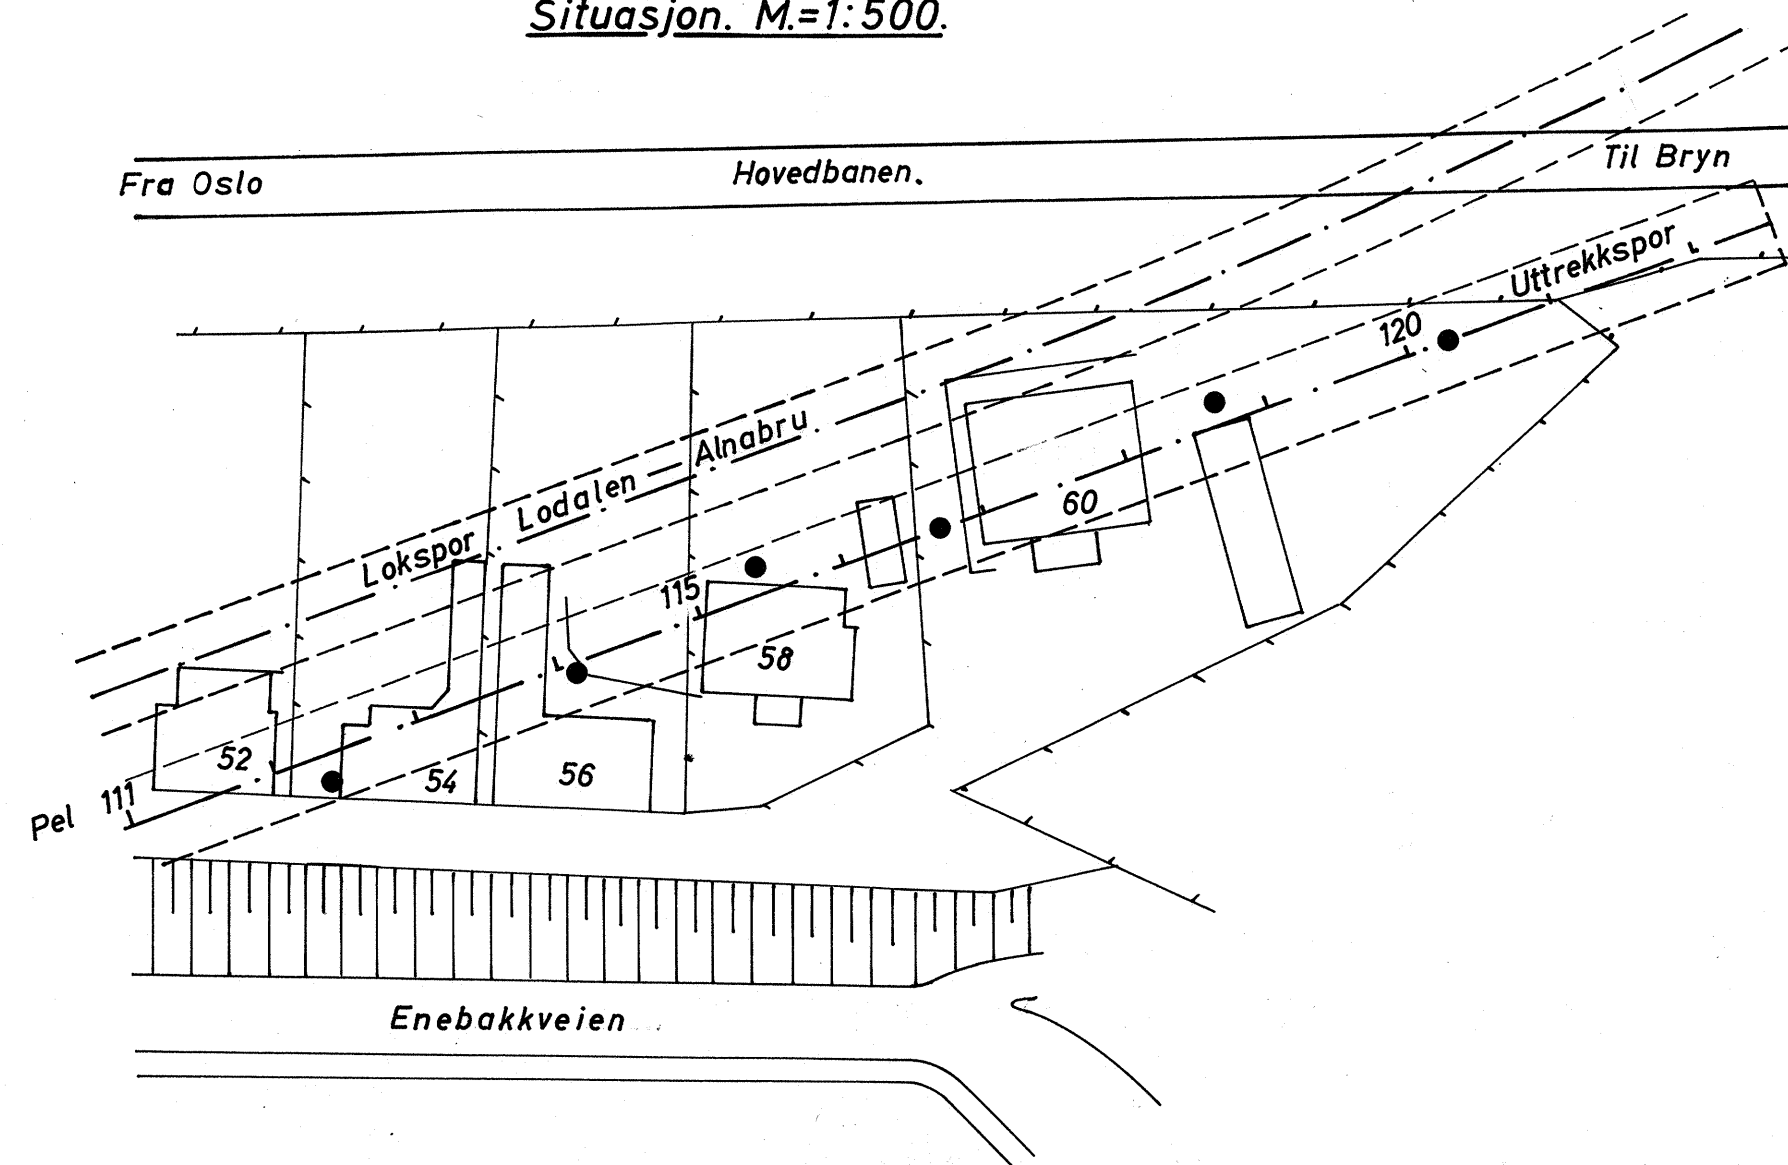 Situasjon. M.=1:500.
Fra Oslo
Hovedbanen.
Til Bryn
Uttrekkspor
120
Lokspor Lodalen — Alnabru
60
115
58
52
54
56
Pel 111
Enebakkveien